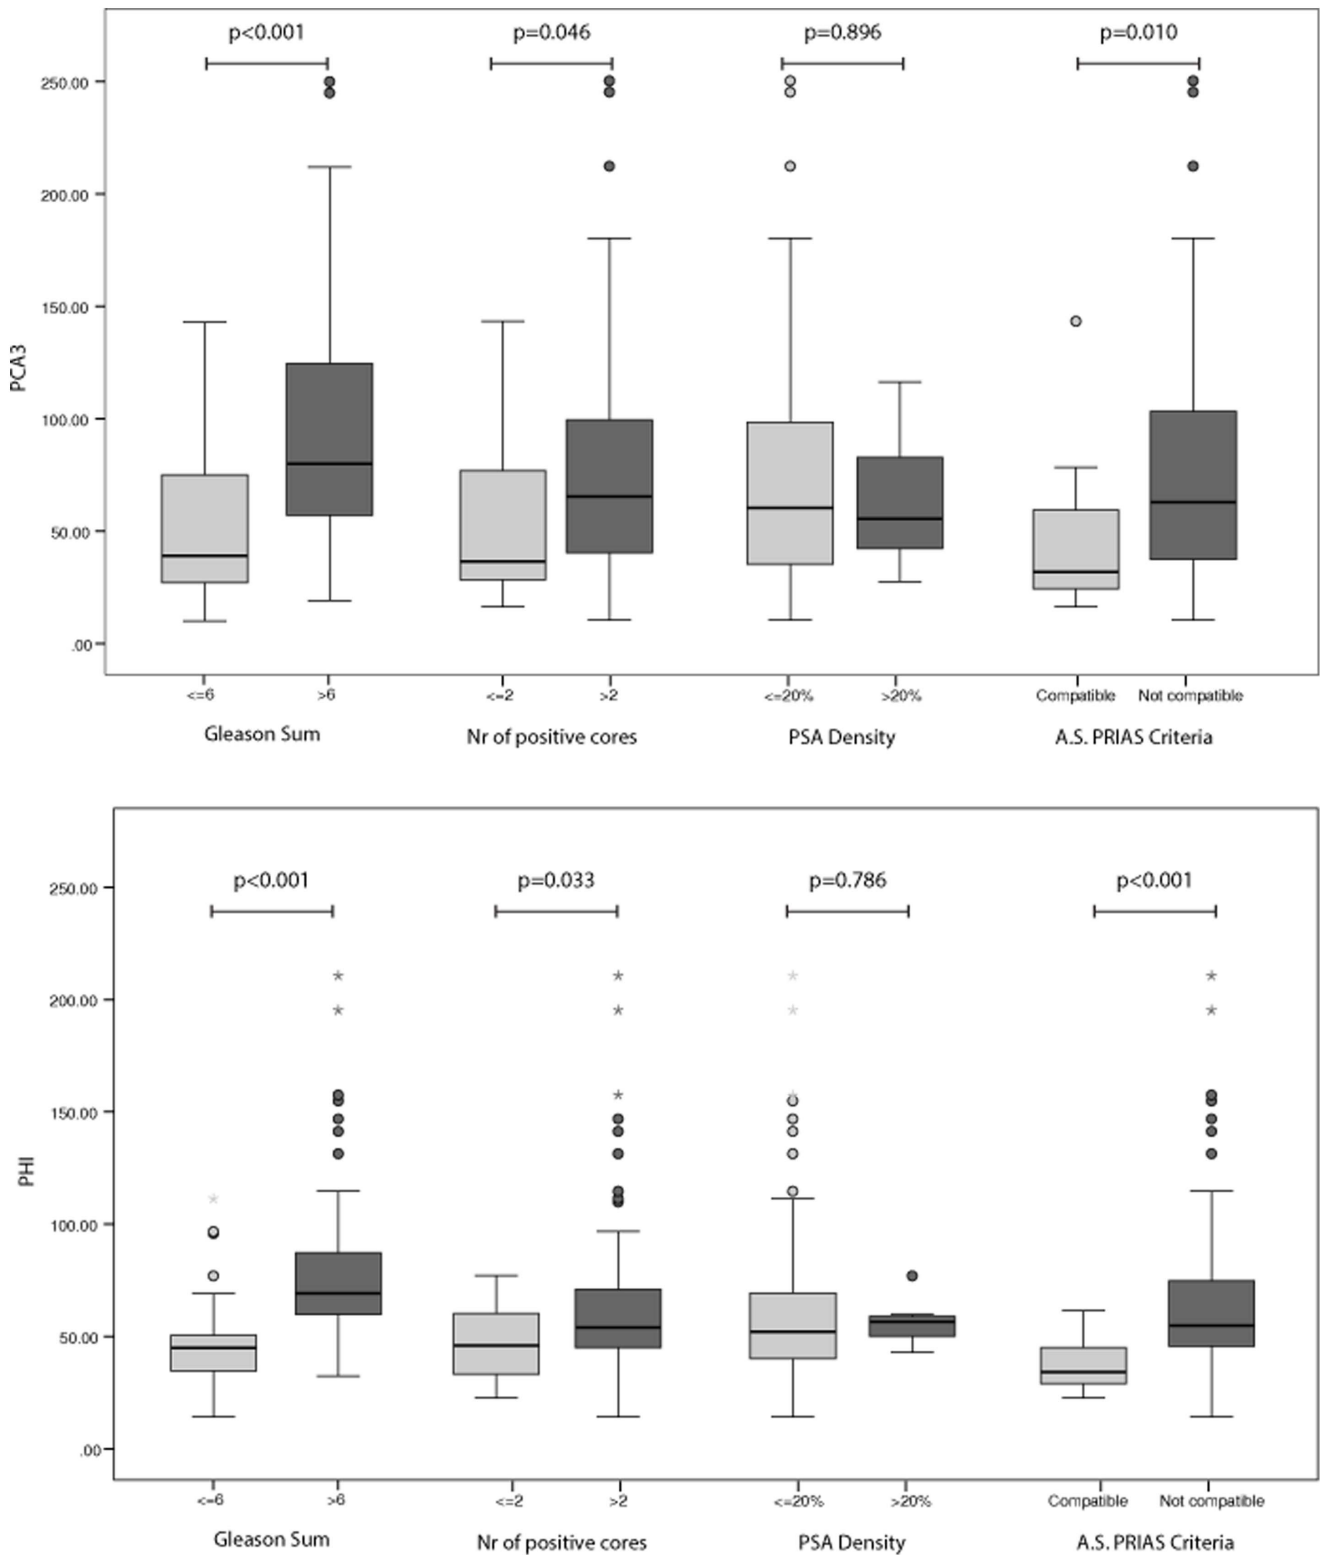 p<0.001 p=0.046 p=0.896 p=0.010
250.00
200.00
150.00
PCA3
100.00
50.00
.00
<=6 >6 <=2 >2 <=20% >20% Compatible Not compatible
Gleason Sum Nr of positive cores PSA Density A.S. PRIAS Criteria
p<0.001 p=0.033 p=0.786 p<0.001
250.00
200.00
150.00
PHI
100.00
50.00
.00
<=6 >6 <=2 >2 <=20% >20% Compatible Not compatible
Gleason Sum Nr of positive cores PSA Density A.S. PRIAS Criteria